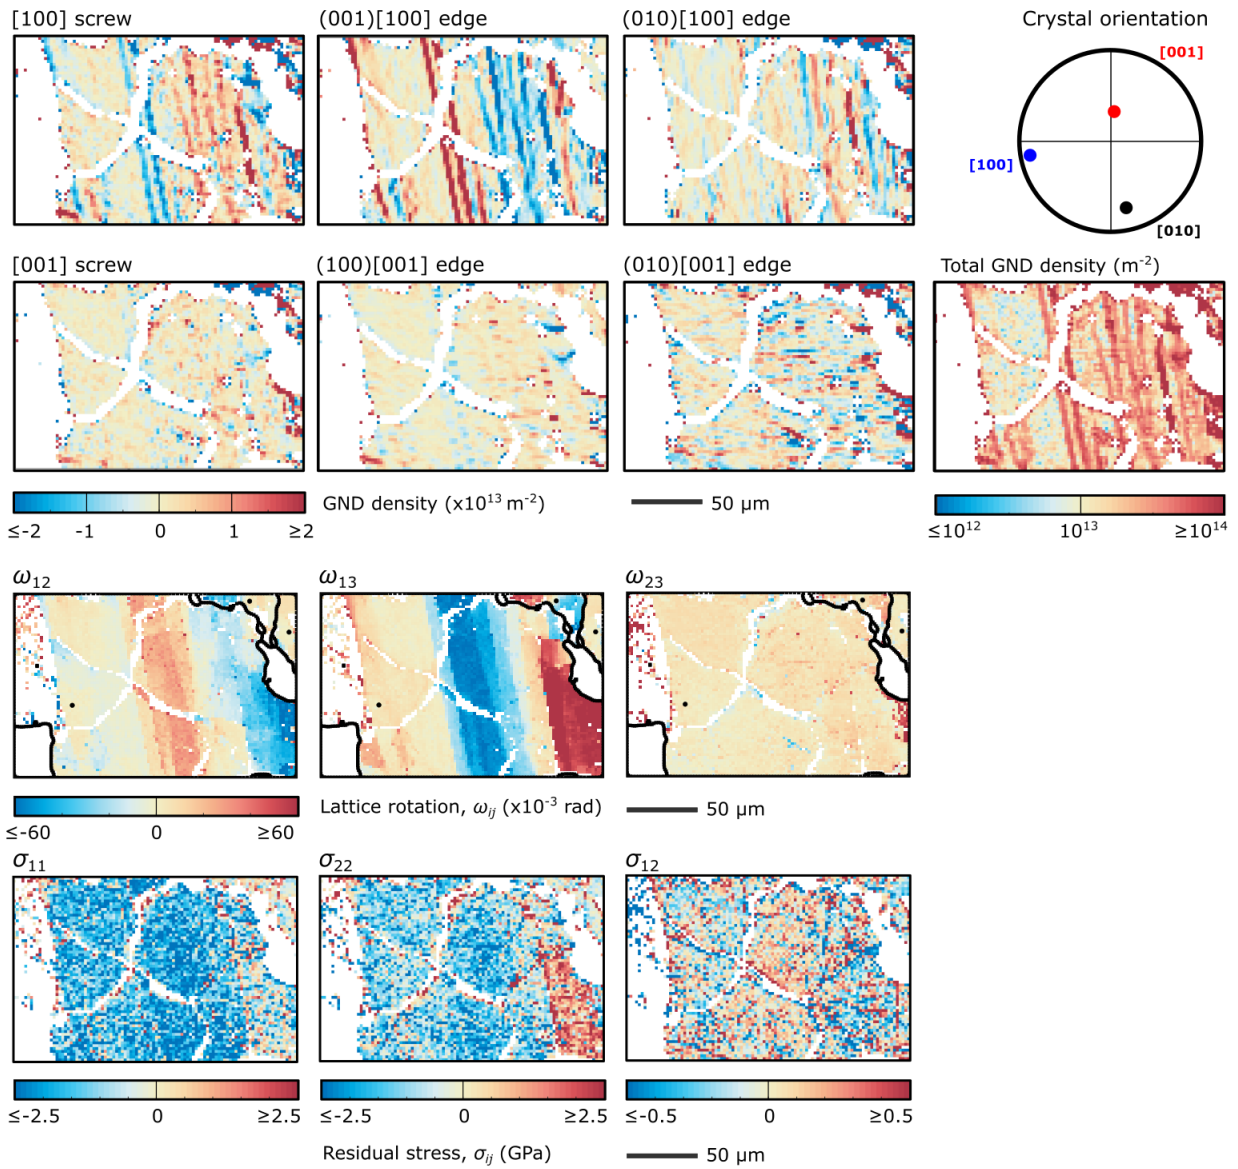 [100] screw
(001)[100] edge
(010)[100] edge
Crystal orientation
[001]
[100]
[010]
[001] screw
(100)[001] edge
(010)[001] edge
Total GND density (m⁻²)
≤-2 -1 0 1 ≥2
GND density (x10¹³ m⁻²)
50 µm
≤10¹² 10¹³ ≥10¹⁴
ω₁₂
ω₁₃
ω₂₃
≤-60 0 ≥60
Lattice rotation, ωᵢⱼ (x10⁻³ rad)
50 µm
σ₁₁
σ₂₂
σ₁₂
≤-2.5 0 ≥2.5
≤-2.5 0 ≥2.5
≤-0.5 0 ≥0.5
Residual stress, σᵢⱼ (GPa)
50 µm